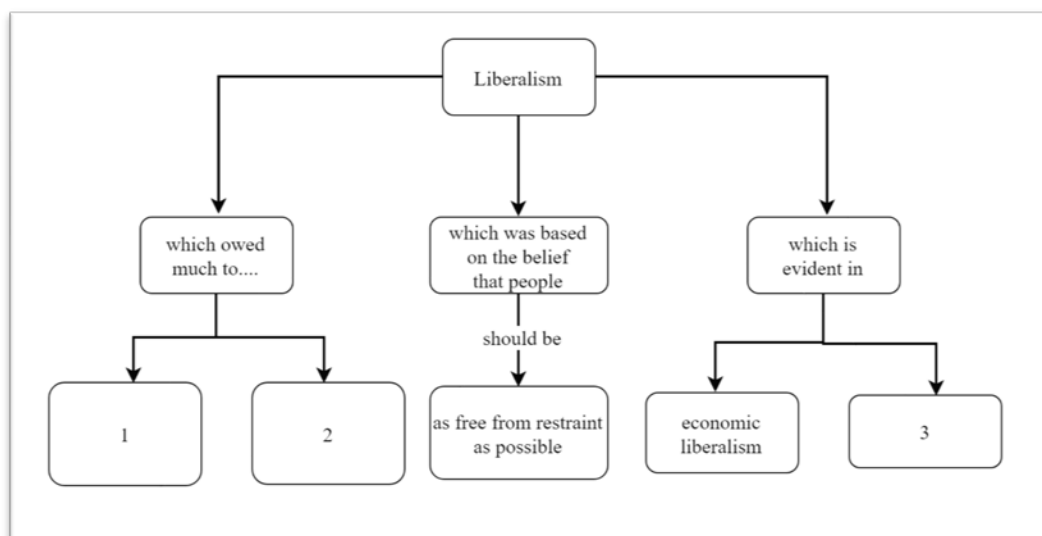 Liberalism
which owed
much to....
which was based
on the belief
that people
which is
evident in
should be
1
2
as free from restraint
as possible
economic
liberalism
3